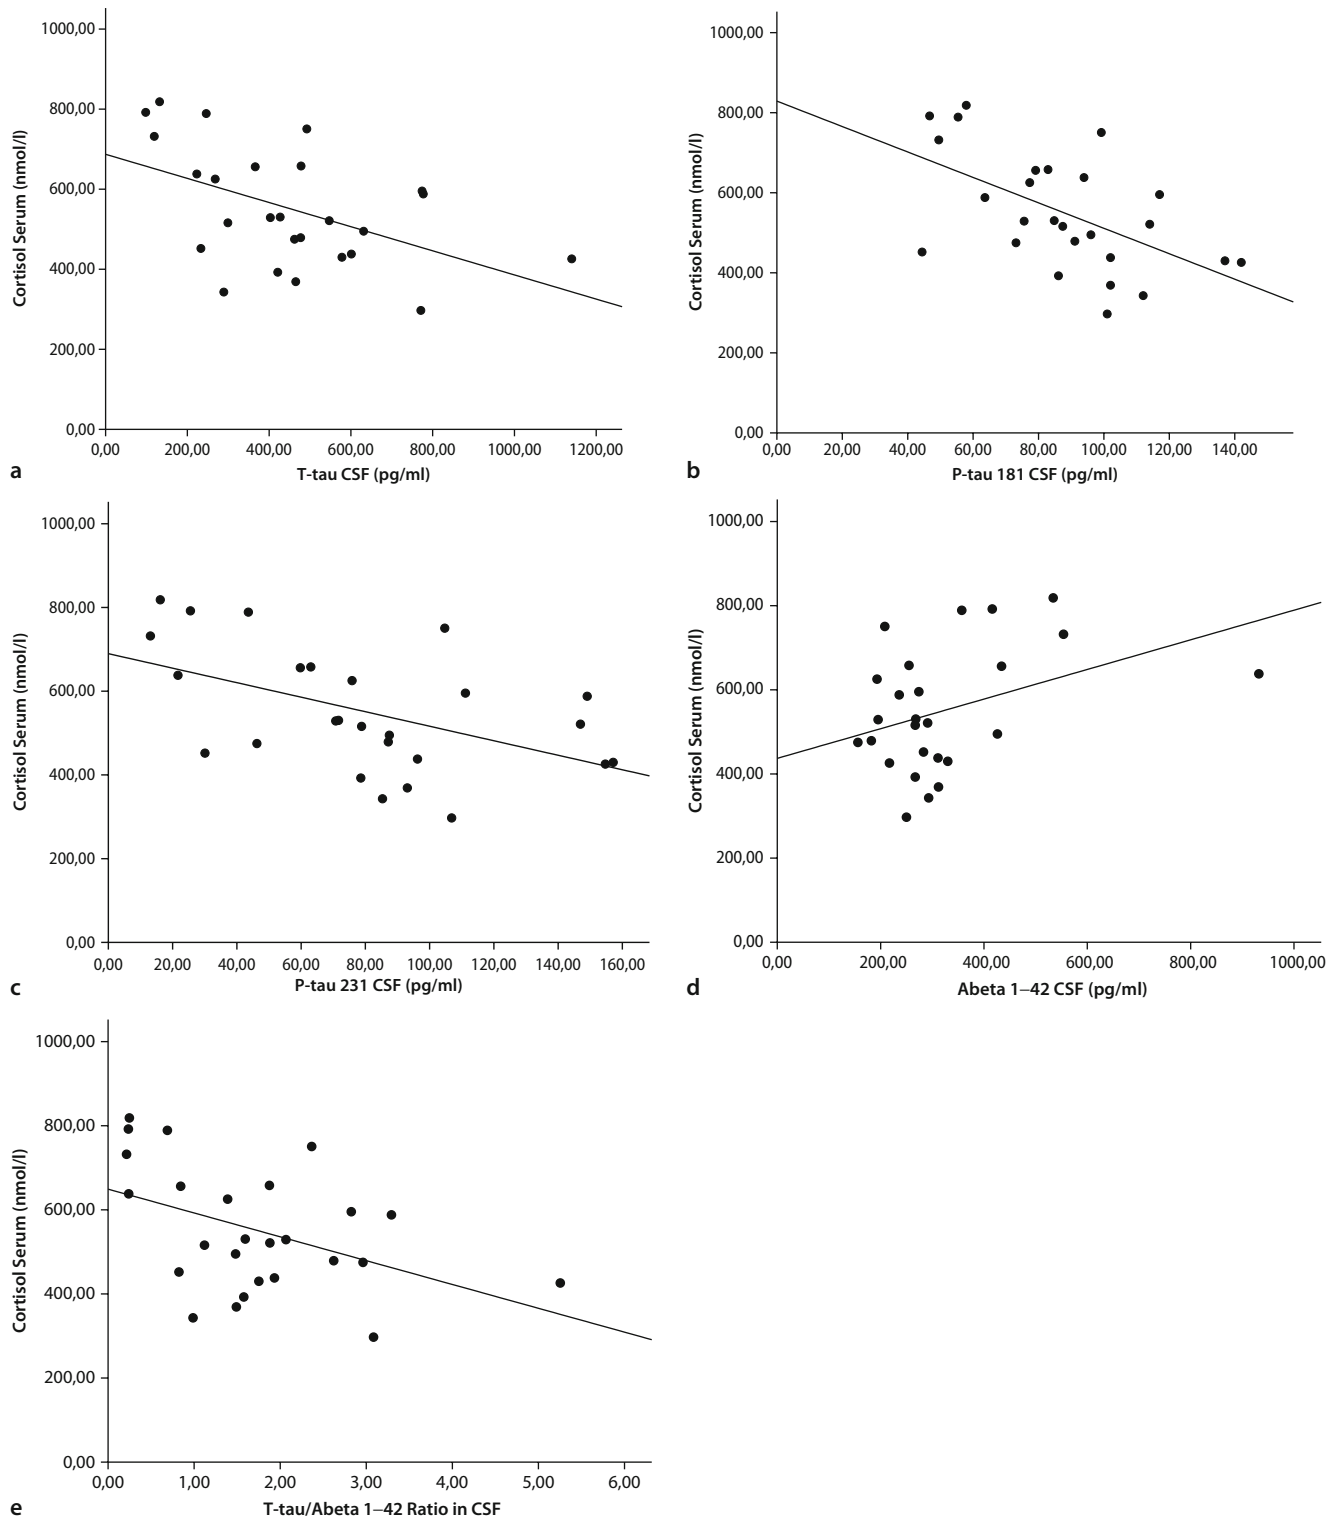 1000,00
800,00
600,00
400,00
200,00
0,00
Cortisol Serum (nmol/l)
0,00 200,00 400,00 600,00 800,00 1000,00 1200,00
T-tau CSF (pg/ml)
a
1000,00
800,00
600,00
400,00
200,00
0,00
Cortisol Serum (nmol/l)
0,00 20,00 40,00 60,00 80,00 100,00 120,00 140,00
P-tau 181 CSF (pg/ml)
b
1000,00
800,00
600,00
400,00
200,00
0,00
Cortisol Serum (nmol/l)
0,00 20,00 40,00 60,00 80,00 100,00 120,00 140,00 160,00
P-tau 231 CSF (pg/ml)
c
1000,00
800,00
600,00
400,00
200,00
0,00
Cortisol Serum (nmol/l)
0,00 200,00 400,00 600,00 800,00 1000,00
Abeta 1–42 CSF (pg/ml)
d
1000,00
800,00
600,00
400,00
200,00
0,00
Cortisol Serum (nmol/l)
0,00 1,00 2,00 3,00 4,00 5,00 6,00
T-tau/Abeta 1–42 Ratio in CSF
e